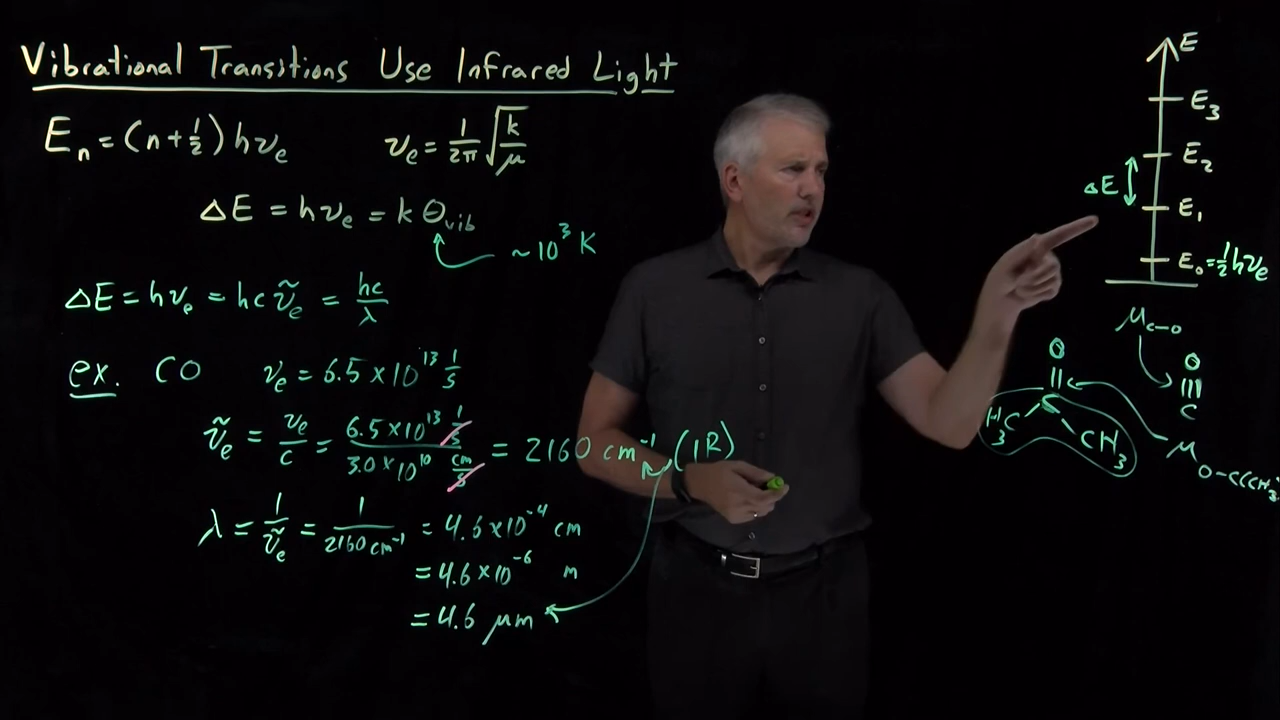 Vibrational Transitions Use Infrared Light
Eₙ = (n+½) hνₑ
νₑ = 1/2π √k/μ
ΔE = hνₑ = kΘvib
~10³ K
ΔE = hνₑ = hcν̃ₑ = hc/λ
ex. CO νₑ = 6.5×10¹³ 1/s
ν̃ₑ = νₑ/c = 6.5×10¹³ 1/s / 3.0×10¹⁰ cm/s = 2160 cm⁻¹ (IR)
λ = 1/ν̃ₑ = 1/2160 cm⁻¹ = 4.6×10⁻⁴ cm
= 4.6×10⁻⁶ m
= 4.6 μm
E
E₃
E₂
ΔE
E₁
E₀=½hνₑ
μC-O
O
O
C
H₃C
CH₃
μ